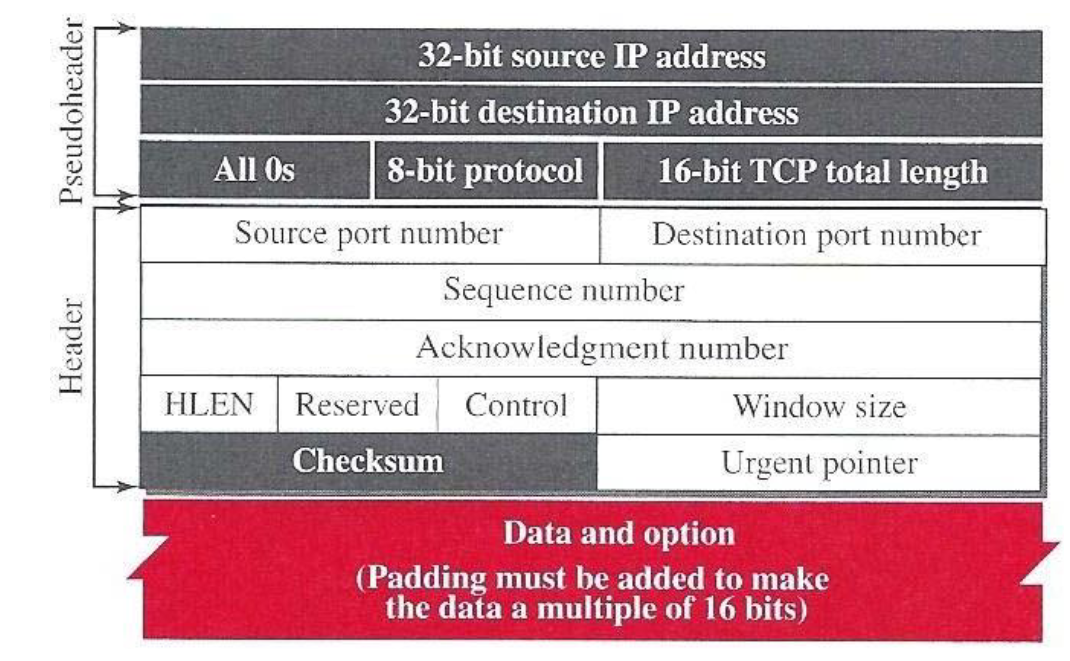 Pseudoheader
32-bit source IP address
32-bit destination IP address
All 0s 8-bit protocol 16-bit TCP total length
Header
Source port number Destination port number
Sequence number
Acknowledgment number
HLEN Reserved Control Window size
Checksum Urgent pointer
Data and option
(Padding must be added to make
the data a multiple of 16 bits)